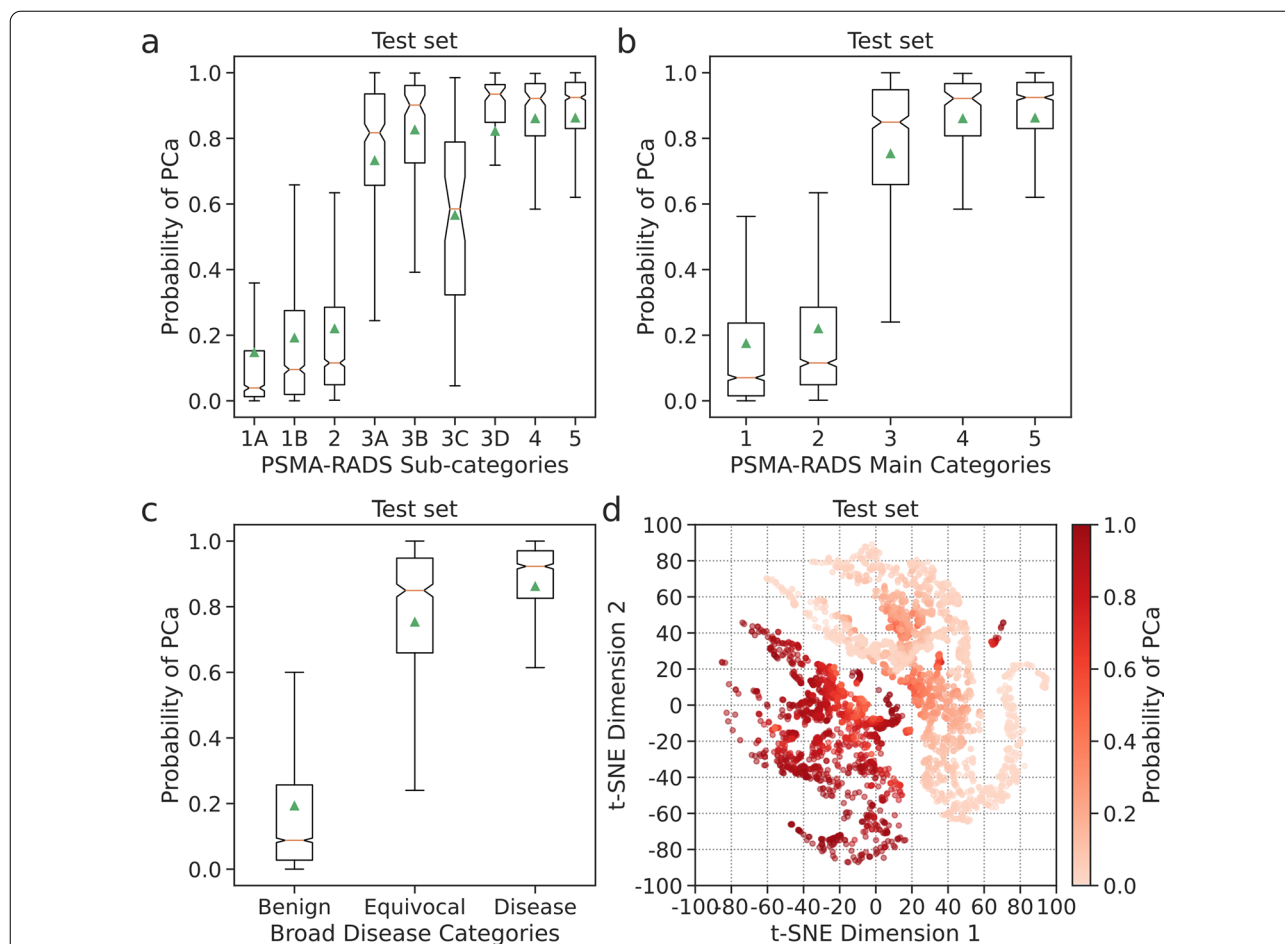 a
Test set
Probability of PCa
1.0
0.8
0.6
0.4
0.2
0.0
1A 1B 2 3A 3B 3C 3D 4 5
PSMA-RADS Sub-categories
b
Test set
Probability of PCa
1.0
0.8
0.6
0.4
0.2
0.0
1 2 3 4 5
PSMA-RADS Main Categories
c
Test set
Probability of PCa
1.0
0.8
0.6
0.4
0.2
0.0
Benign Equivocal Disease
Broad Disease Categories
d
Test set
t-SNE Dimension 2
100
80
60
40
20
0
-20
-40
-60
-80
-100
-100 -80 -60 -40 -20 0 20 40 60 80 100
t-SNE Dimension 1
1.0
0.8
0.6
0.4
0.2
0.0
Probability of PCa